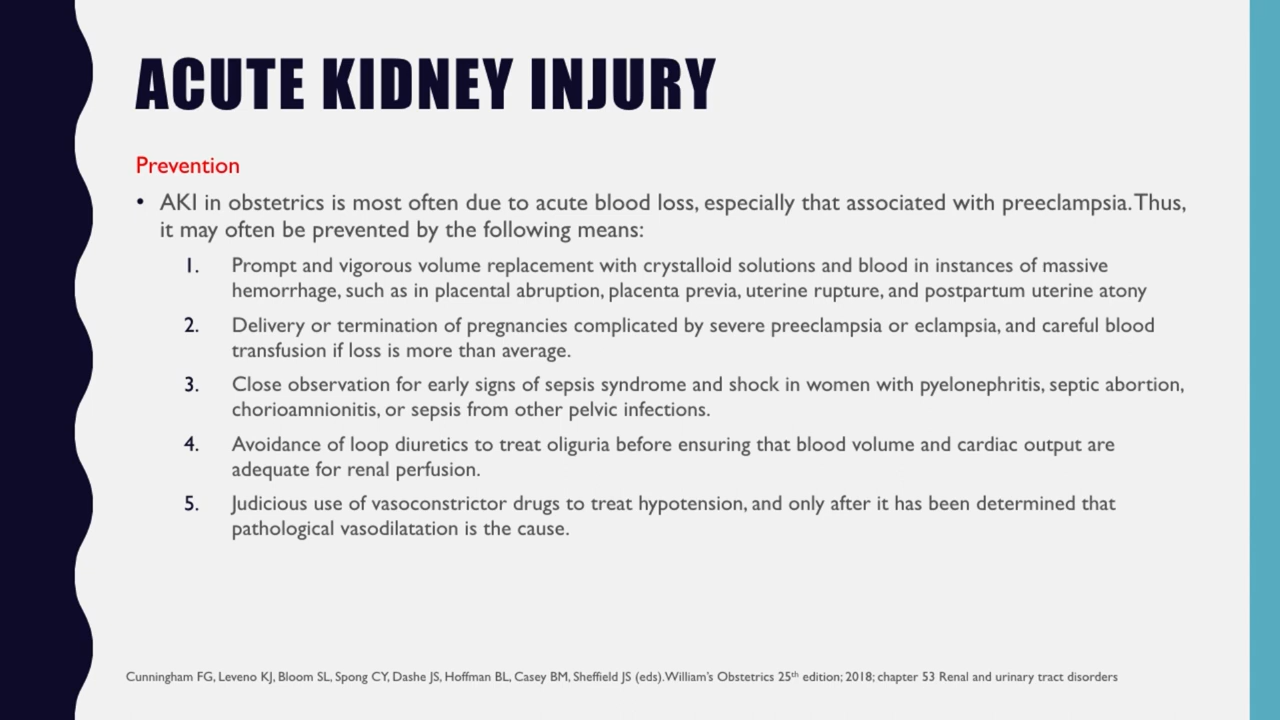 ACUTE KIDNEY INJURY
Prevention
• AKI in obstetrics is most often due to acute blood loss, especially that associated with preeclampsia. Thus,
it may often be prevented by the following means:
1. Prompt and vigorous volume replacement with crystalloid solutions and blood in instances of massive
hemorrhage, such as in placental abruption, placenta previa, uterine rupture, and postpartum uterine atony
2. Delivery or termination of pregnancies complicated by severe preeclampsia or eclampsia, and careful blood
transfusion if loss is more than average.
3. Close observation for early signs of sepsis syndrome and shock in women with pyelonephritis, septic abortion,
chorioamnionitis, or sepsis from other pelvic infections.
4. Avoidance of loop diuretics to treat oliguria before ensuring that blood volume and cardiac output are
adequate for renal perfusion.
5. Judicious use of vasoconstrictor drugs to treat hypotension, and only after it has been determined that
pathological vasodilatation is the cause.
Cunningham FG, Leveno KJ, Bloom SL, Spong CY, Dashe JS, Hoffman BL, Casey BM, Sheffield JS (eds). William's Obstetrics 25th edition; 2018; chapter 53 Renal and urinary tract disorders